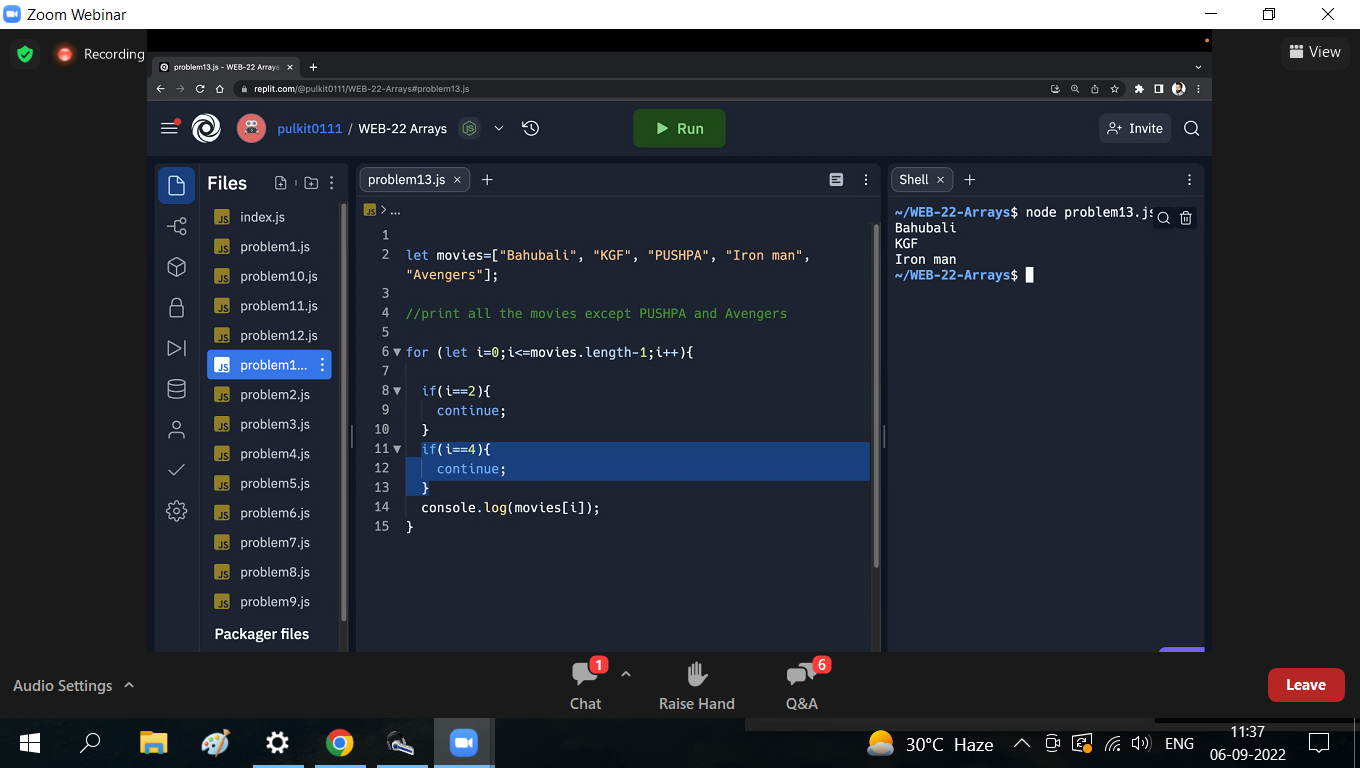 Zoom Webinar
Recording
View
problem13.js - WEB-22 Arrays
replit.com/@pulkit0111/WEB-22-Arrays#problem13.js
pulkit0111 / WEB-22 Arrays
Run
Invite
Files
index.js
problem1.js
problem10.js
problem11.js
problem12.js
problem1...
problem2.js
problem3.js
problem4.js
problem5.js
problem6.js
problem7.js
problem8.js
problem9.js
Packager files
problem13.js
JS > ...
1
2 let movies=["Bahubali", "KGF", "PUSHPA", "Iron man",
"Avengers"];
3
4 //print all the movies except PUSHPA and Avengers
5
6 for (let i=0;i<=movies.length-1;i++){
7
8 if(i==2){
9 continue;
10 }
11 if(i==4){
12 continue;
13 }
14 console.log(movies[i]);
15 }
Shell
~/WEB-22-Arrays$ node problem13.js
Bahubali
KGF
Iron man
~/WEB-22-Arrays$
Audio Settings
1
Chat
Raise Hand
6
Q&A
Leave
30°C Haze
ENG
11:37
06-09-2022